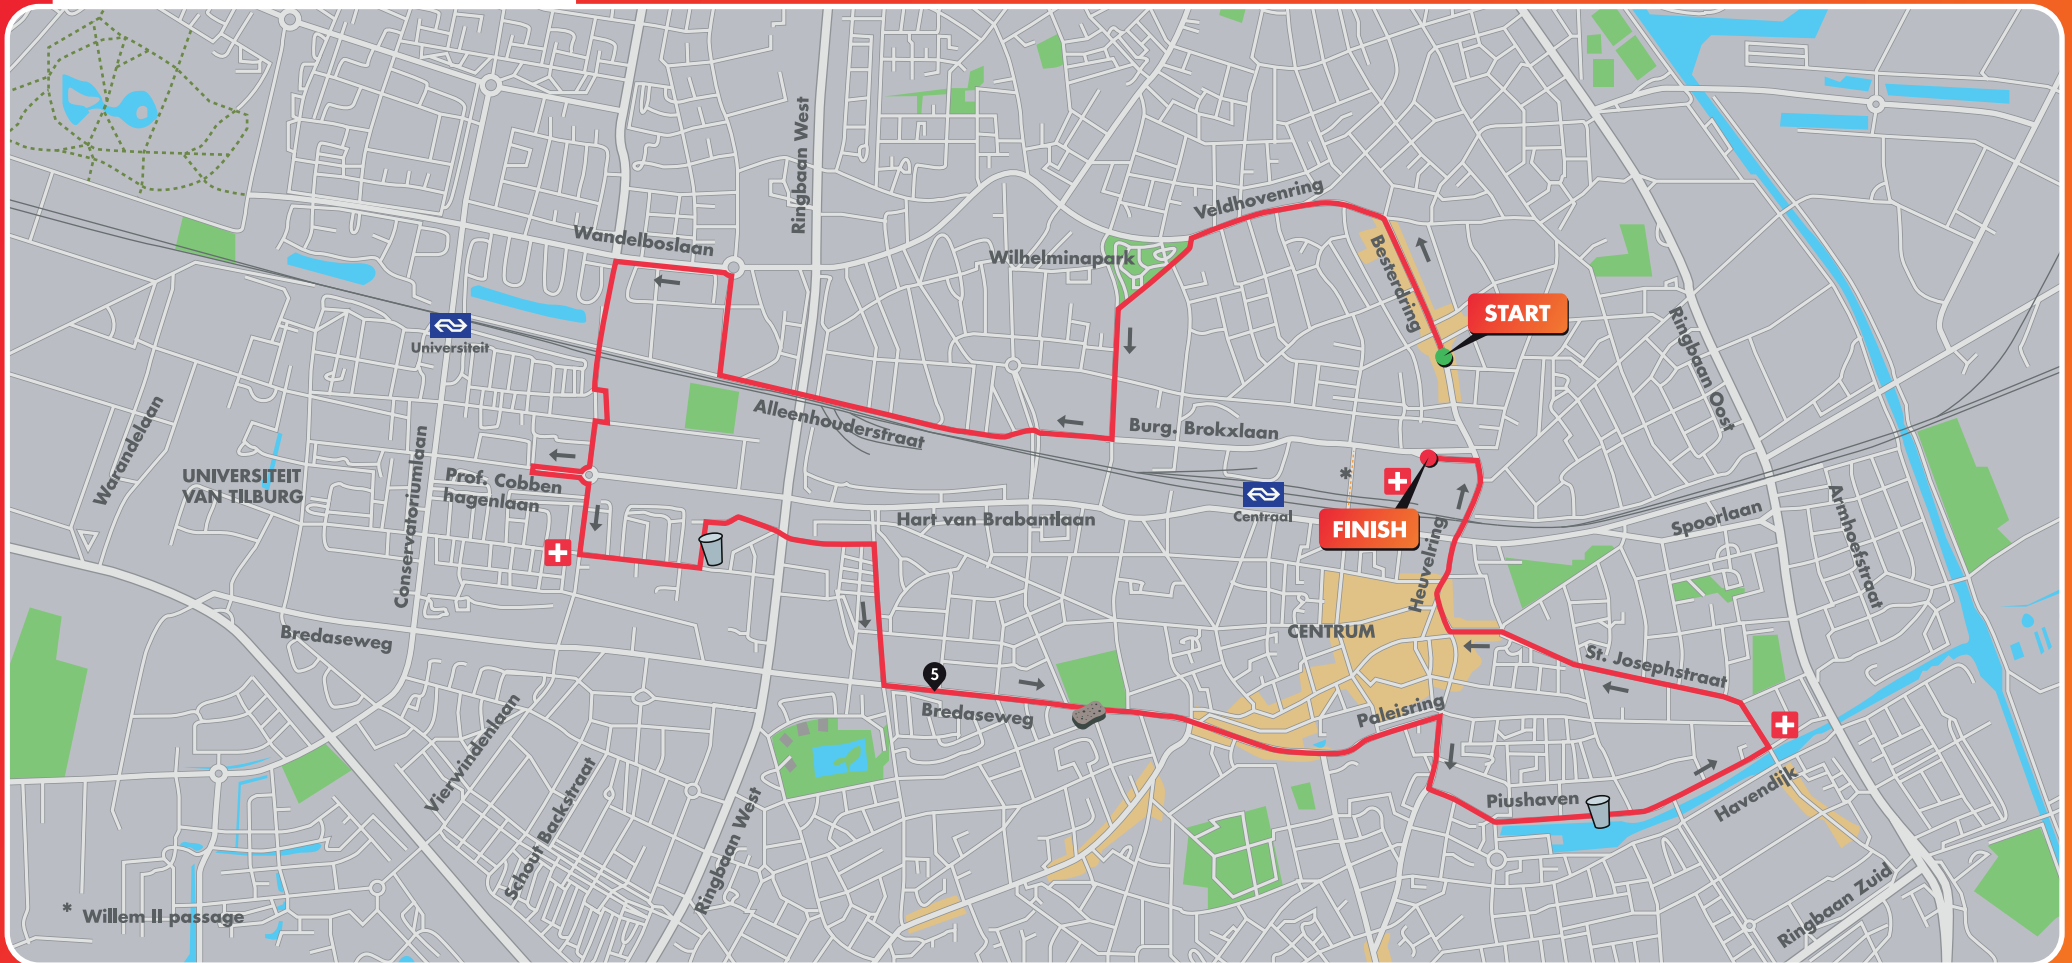 Ringbaan West
Veldhovenring
Wandelboslaan
Wilhelminapark
Besterdring
START
Ringbaan Oost
Universiteit
Alleenhouderstraat
Burg. Brokxlaan
Warandelaan
UNIVERSITEIT
VAN TILBURG
Conservatoriumlaan
Prof. Cobben
hagenlaan
*
Centraal
Hart van Brabantlaan
FINISH
Heuvelring
Spoorlaan
Armhoefstraat
Bredaseweg
CENTRUM
St. Josephstraat
5
Bredaseweg
Paleisring
Vierwindenlaan
Schout Backstraat
Ringbaan West
Piushaven
Havendijk
Ringbaan Zuid
* Willem II passage